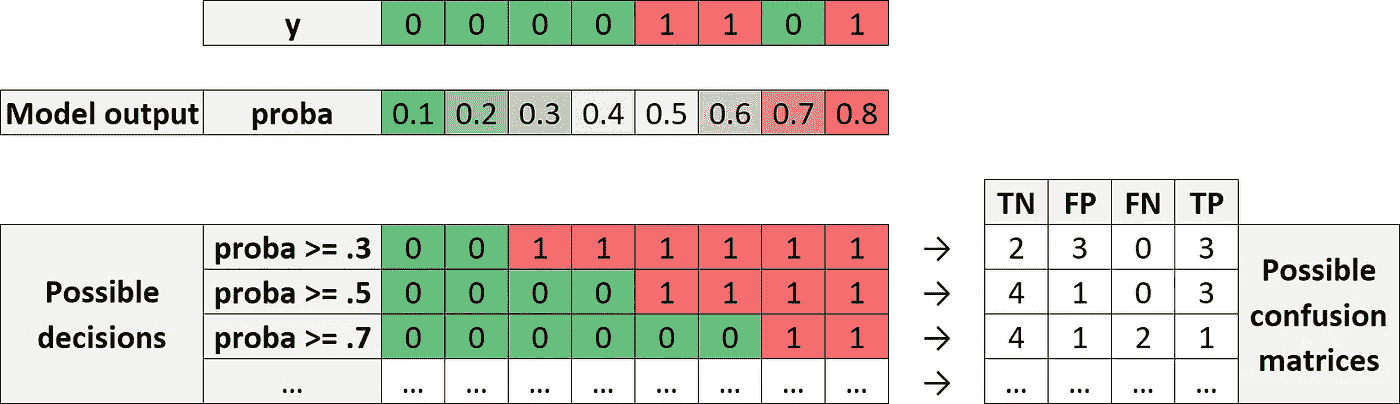 y 0 0 0 0 1 1 0 1
Model output proba 0.1 0.2 0.3 0.4 0.5 0.6 0.7 0.8
TN FP FN TP
Possible decisions
proba >= .3 0 0 1 1 1 1 1 1 → 2 3 0 3
proba >= .5 0 0 0 0 1 1 1 1 → 4 1 0 3
proba >= .7 0 0 0 0 0 0 1 1 → 4 1 2 1
... ... ... ... ... ... ... ... ... → ... ... ... ...
Possible
confusion
matrices